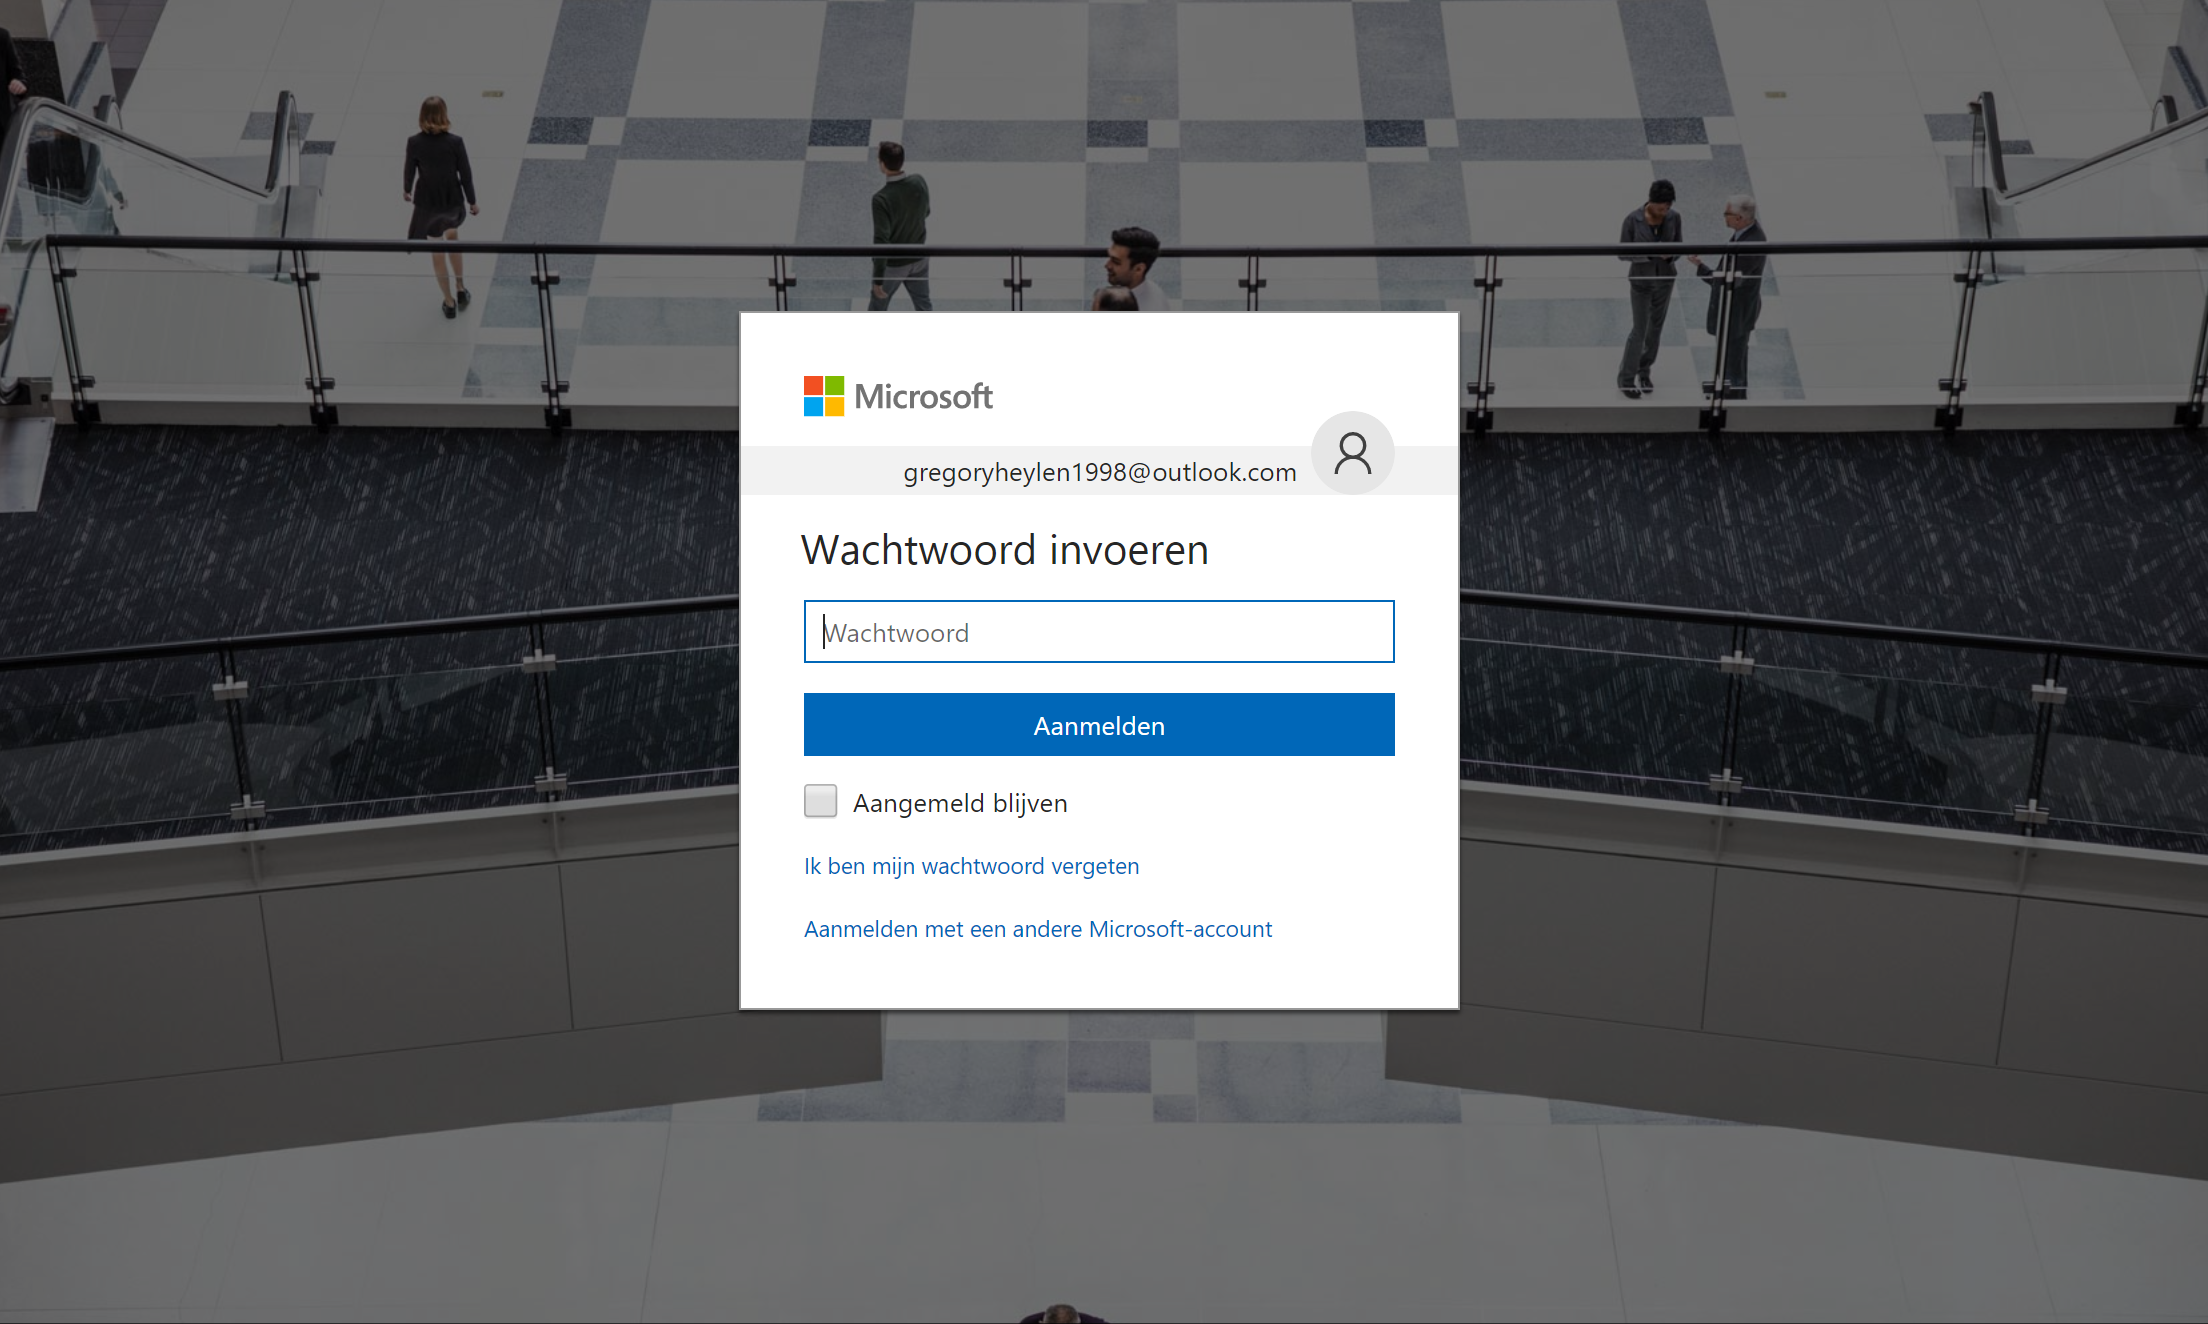 Microsoft
gregoryheylen1998@outlook.com
Wachtwoord invoeren
Wachtwoord
Aanmelden
Aangemeld blijven
Ik ben mijn wachtwoord vergeten
Aanmelden met een andere Microsoft-account